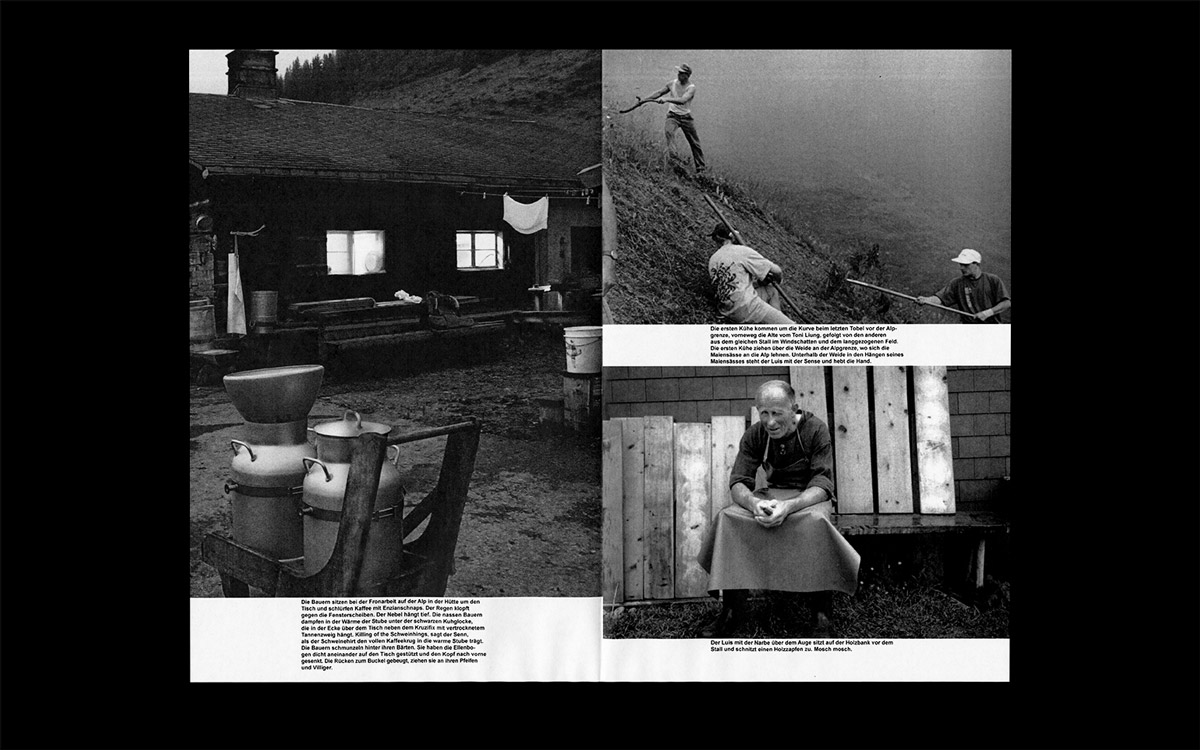 Die Bauern sitzen bei der Fronarbeit auf der Alp in der Hütte um den
Tisch und schlürfen Kaffee mit Enzianschnaps. Der Regen klopft
gegen die Fensterscheiben. Der Nebel hängt tief. Die nassen Bauern
dampfen in der Wärme der Stube unter der schwarzen Kuhglocke,
die in der Ecke über dem Tisch neben dem Kruzifix mit vertrocknetem
Tannenzweig hängt. Killing of the Schweinhings, sagt der Senn,
als der Schweinehirt den vollen Kaffeekrug in die warme Stube trägt.
Die Bauern schmunzeln hinter ihren Bärten. Sie haben die Ellenbo-
gen dicht aneinander auf den Tisch gestützt und den Kopf nach vorne
gesenkt. Die Rücken zum Buckel gebeugt, ziehen sie an ihren Pfeifen
und Villiger.
Die ersten Kühe kommen um die Kurve beim letzten Tobel vor der Alp-
grenze, vorneweg die Alte vom Toni Liung, gefolgt von den anderen
aus dem gleichen Stall im Windschatten und dem langgezogenen Feld.
Die ersten Kühe ziehen über die Weide an der Alpgrenze, wo sich die
Maiensässe an die Alp lehnen. Unterhalb der Weide in den Hängen seines
Maiensässes steht der Luis mit der Sense und hebt die Hand.
Der Luis mit der Narbe über dem Auge sitzt auf der Holzbank vor dem
Stall und schnitzt einen Holzzapfen zu. Mosch mosch.